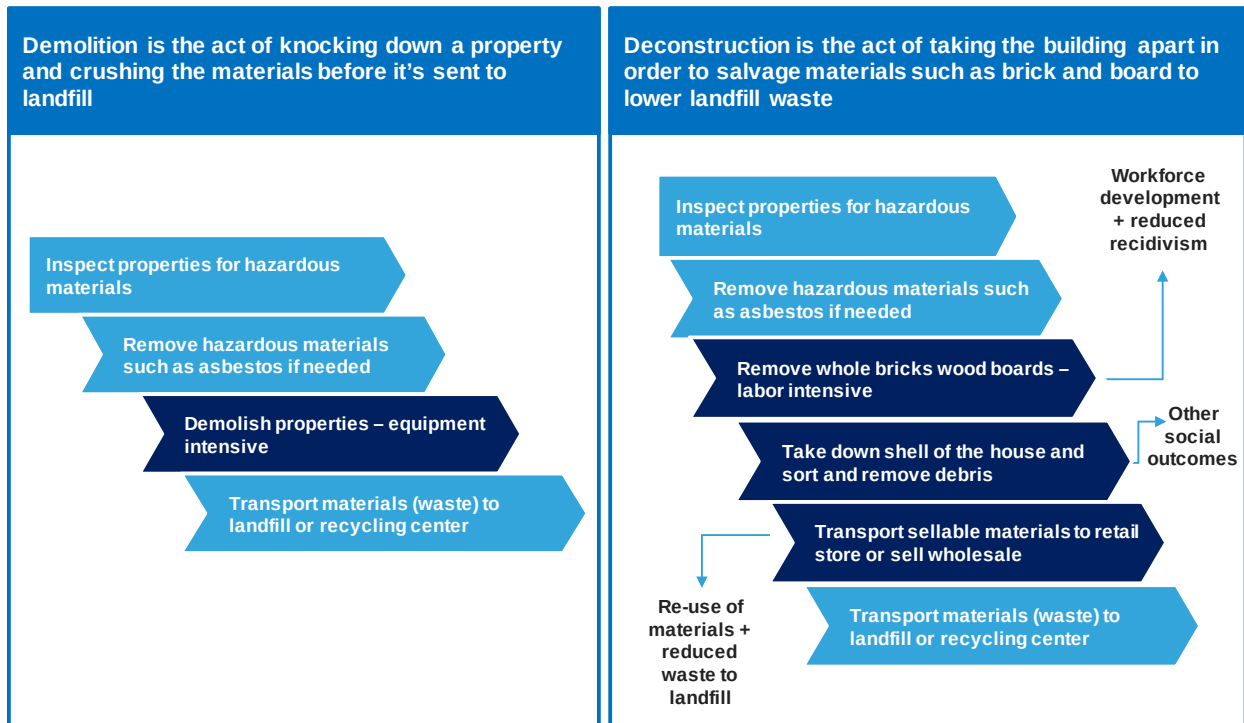 Demolition is the act of knocking down a property
and crushing the materials before it's sent to
landfill
Inspect properties for hazardous
materials
Remove hazardous materials
such as asbestos if needed
Demolish properties – equipment
intensive
Transport materials (waste) to
landfill or recycling center
Deconstruction is the act of taking the building apart in
order to salvage materials such as brick and board to
lower landfill waste
Inspect properties for hazardous
materials
Remove hazardous materials such
as asbestos if needed
Remove whole bricks wood boards –
labor intensive
Workforce
development
+ reduced
recidivism
Take down shell of the house and
sort and remove debris
Other
social
outcomes
Transport sellable materials to retail
store or sell wholesale
Re-use of
materials +
reduced
waste to
landfill
Transport materials (waste) to
landfill or recycling center